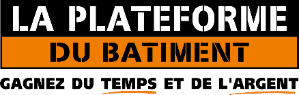 LA PLATEFORME
DU BATIMENT
GAGNEZ DU TEMPS ET DE L'ARGENT